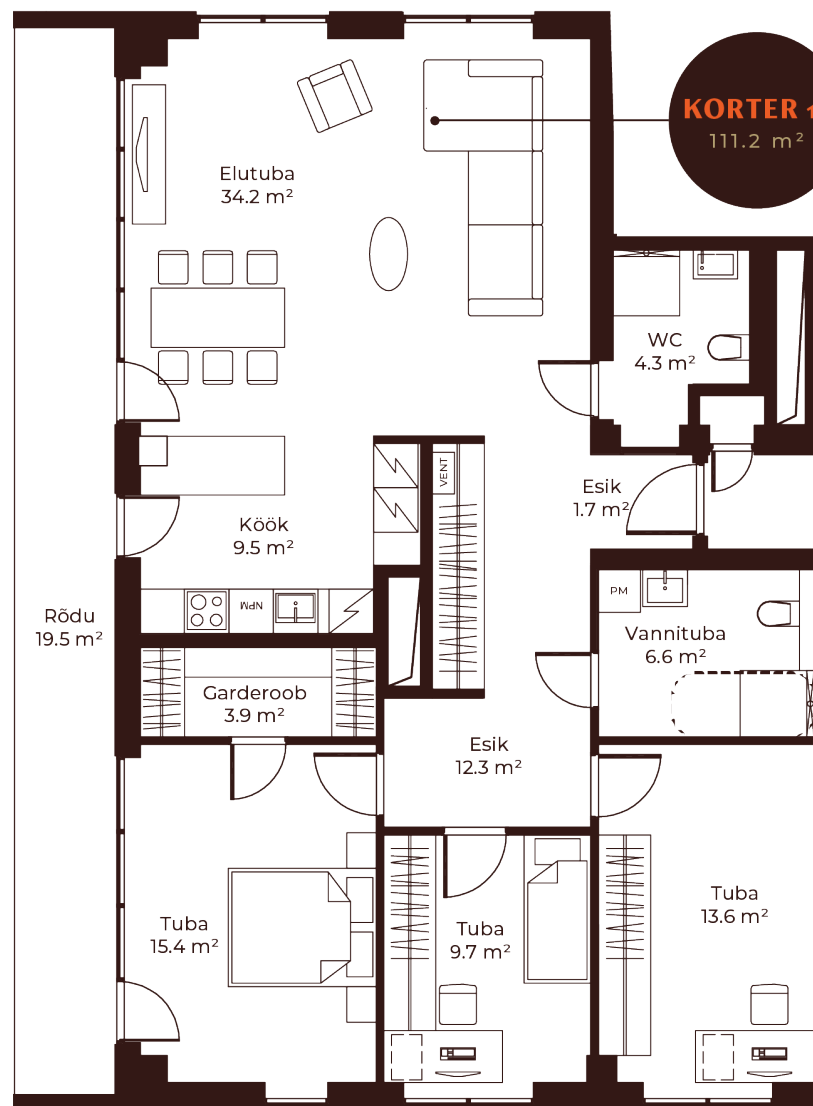 KORTER 1
111.2 m²
Elutuba
34.2 m²
WC
4.3 m²
VENT
Esik
1.7 m²
Köök
9.5 m²
NPM
PM
Rõdu
19.5 m²
Vannituba
6.6 m²
Garderoob
3.9 m²
Esik
12.3 m²
Tuba
15.4 m²
Tuba
9.7 m²
Tuba
13.6 m²